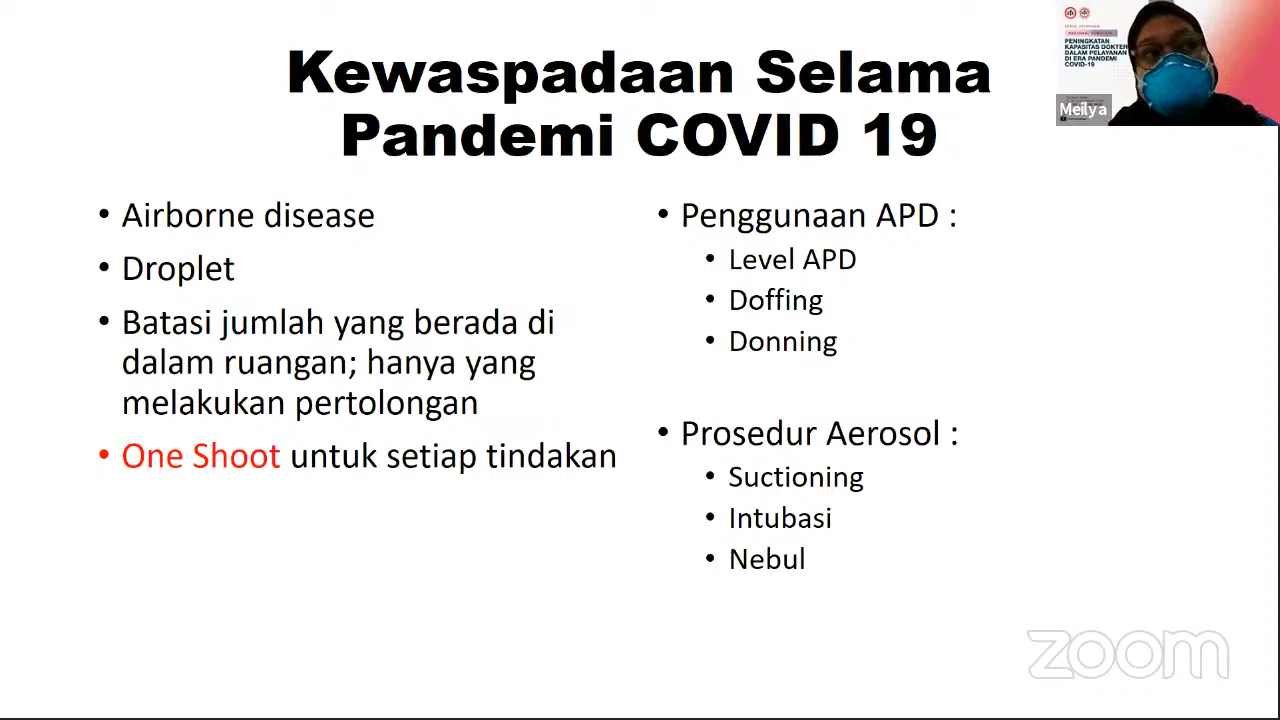 Kewaspadaan Selama
Pandemi COVID 19
• Airborne disease
• Droplet
• Batasi jumlah yang berada di
dalam ruangan; hanya yang
melakukan pertolongan
• One Shoot untuk setiap tindakan
• Penggunaan APD :
• Level APD
• Doffing
• Donning
• Prosedur Aerosol :
• Suctioning
• Intubasi
• Nebul
PENINGKATAN
KAPASITAS DOKTER
DALAM PELAYANAN
DI ERA PANDEMI
COVID-19
Meilya
zoom